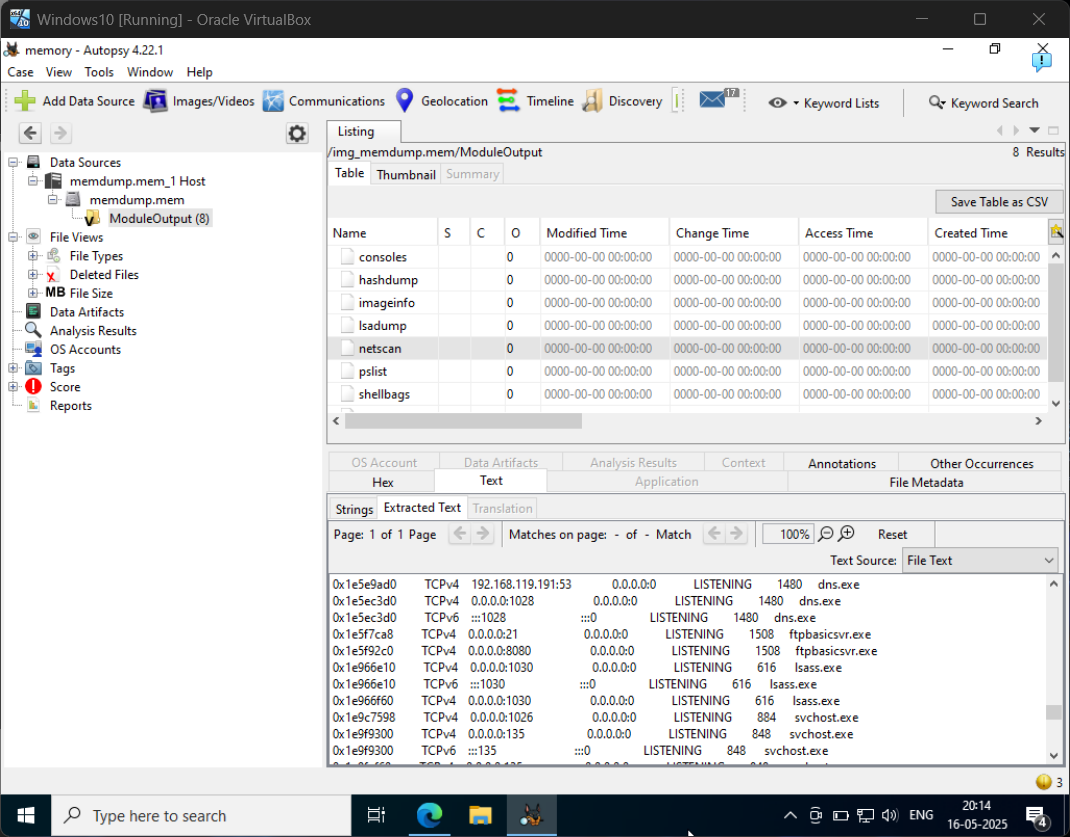 Windows10 [Running] - Oracle VirtualBox
memory - Autopsy 4.22.1
Case View Tools Window Help
Add Data Source Images/Videos Communications Geolocation Timeline Discovery 17 Keyword Lists Keyword Search
Listing
/img_memdump.mem/ModuleOutput 8 Results
Table Thumbnail Summary
Save Table as CSV
Data Sources
memdump.mem_1 Host
memdump.mem
ModuleOutput (8)
File Views
File Types
Deleted Files
MB File Size
Data Artifacts
Analysis Results
OS Accounts
Tags
Score
Reports
Name S C O Modified Time Change Time Access Time Created Time
consoles 0 0000-00-00 00:00:00 0000-00-00 00:00:00 0000-00-00 00:00:00 0000-00-00 00:00:00
hashdump 0 0000-00-00 00:00:00 0000-00-00 00:00:00 0000-00-00 00:00:00 0000-00-00 00:00:00
imageinfo 0 0000-00-00 00:00:00 0000-00-00 00:00:00 0000-00-00 00:00:00 0000-00-00 00:00:00
lsadump 0 0000-00-00 00:00:00 0000-00-00 00:00:00 0000-00-00 00:00:00 0000-00-00 00:00:00
netscan 0 0000-00-00 00:00:00 0000-00-00 00:00:00 0000-00-00 00:00:00 0000-00-00 00:00:00
pslist 0 0000-00-00 00:00:00 0000-00-00 00:00:00 0000-00-00 00:00:00 0000-00-00 00:00:00
shellbags 0 0000-00-00 00:00:00 0000-00-00 00:00:00 0000-00-00 00:00:00 0000-00-00 00:00:00
OS Account Data Artifacts Analysis Results Context Annotations Other Occurrences
Hex Text Application File Metadata
Strings Extracted Text Translation
Page: 1 of 1 Page Matches on page: - of - Match 100% Reset
Text Source: File Text
0x1e5e9ad0 TCPv4 192.168.119.191:53 0.0.0.0:0 LISTENING 1480 dns.exe
0x1e5ec3d0 TCPv4 0.0.0.0:1028 0.0.0.0:0 LISTENING 1480 dns.exe
0x1e5ec3d0 TCPv6 :::1028 :::0 LISTENING 1480 dns.exe
0x1e5f7ca8 TCPv4 0.0.0.0:21 0.0.0.0:0 LISTENING 1508 ftpbasicsvr.exe
0x1e5f92c0 TCPv4 0.0.0.0:8080 0.0.0.0:0 LISTENING 1508 ftpbasicsvr.exe
0x1e966e10 TCPv4 0.0.0.0:1030 0.0.0.0:0 LISTENING 616 lsass.exe
0x1e966e10 TCPv6 :::1030 :::0 LISTENING 616 lsass.exe
0x1e966f60 TCPv4 0.0.0.0:1030 0.0.0.0:0 LISTENING 616 lsass.exe
0x1e9c7598 TCPv4 0.0.0.0:1026 0.0.0.0:0 LISTENING 884 svchost.exe
0x1e9f9300 TCPv4 0.0.0.0:135 0.0.0.0:0 LISTENING 848 svchost.exe
0x1e9f9300 TCPv6 :::135 :::0 LISTENING 848 svchost.exe
3
Type here to search
ENG
20:14
16-05-2025
4